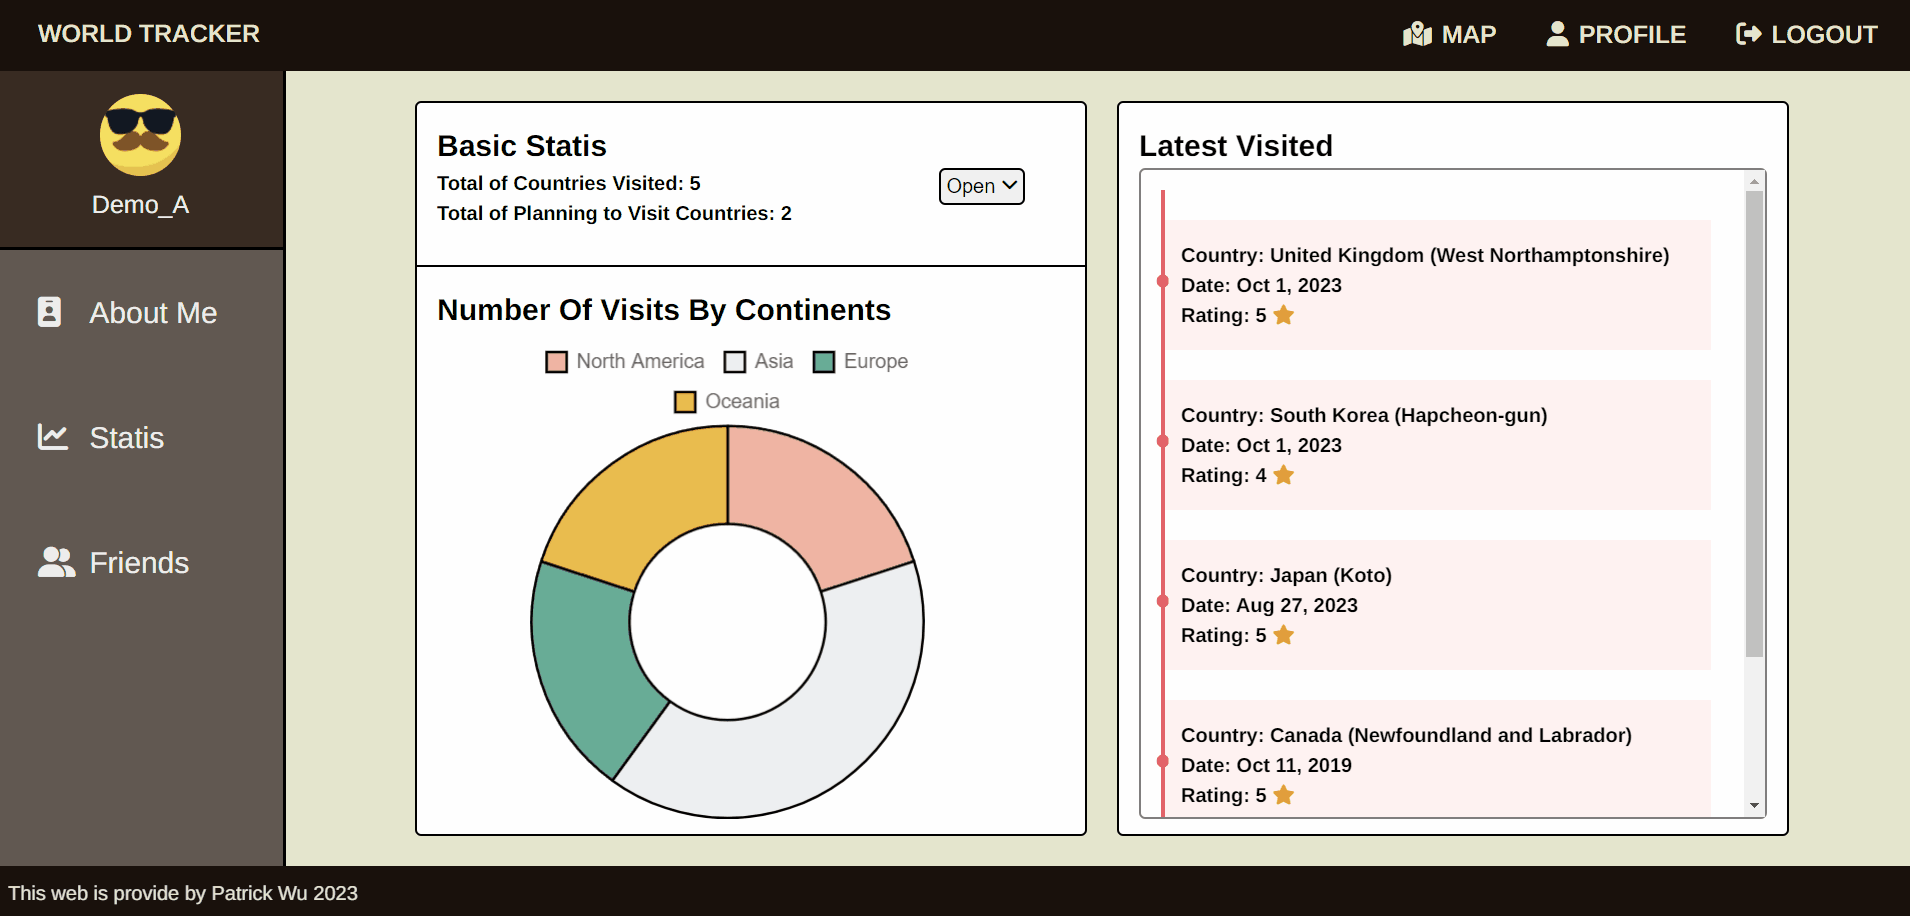 WORLD TRACKER
MAP
PROFILE
LOGOUT
Demo_A
About Me
Statis
Friends
Basic Statis
Total of Countries Visited: 5
Total of Planning to Visit Countries: 2
Open
Number Of Visits By Continents
North America
Asia
Europe
Oceania
Latest Visited
Country: United Kingdom (West Northamptonshire)
Date: Oct 1, 2023
Rating: 5
Country: South Korea (Hapcheon-gun)
Date: Oct 1, 2023
Rating: 4
Country: Japan (Koto)
Date: Aug 27, 2023
Rating: 5
Country: Canada (Newfoundland and Labrador)
Date: Oct 11, 2019
Rating: 5
This web is provide by Patrick Wu 2023